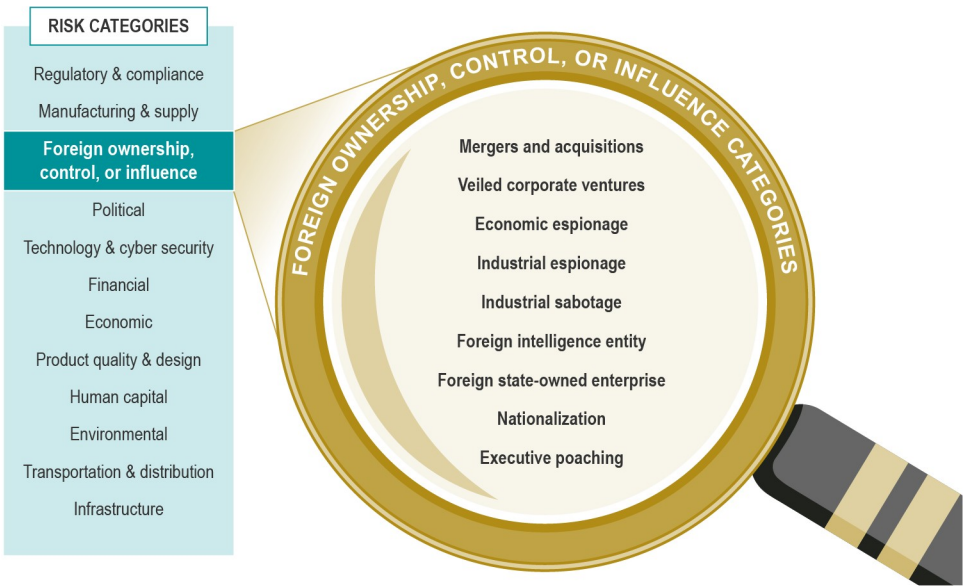 RISK CATEGORIES
Regulatory & compliance
Manufacturing & supply
Foreign ownership,
control, or influence
Political
Technology & cyber security
Financial
Economic
Product quality & design
Human capital
Environmental
Transportation & distribution
Infrastructure
FOREIGN OWNERSHIP, CONTROL, OR INFLUENCE CATEGORIES
Mergers and acquisitions
Veiled corporate ventures
Economic espionage
Industrial espionage
Industrial sabotage
Foreign intelligence entity
Foreign state-owned enterprise
Nationalization
Executive poaching